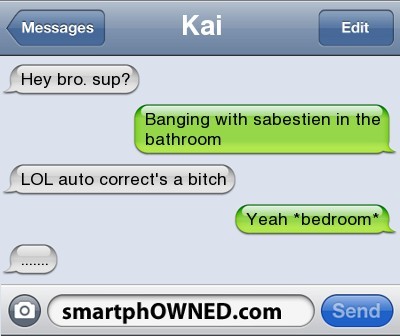 Messages
Kai
Edit
Hey bro. sup?
Banging with sabestien in the
bathroom
LOL auto correct's a bitch
Yeah *bedroom*
.......
smartphOWNED.com
Send